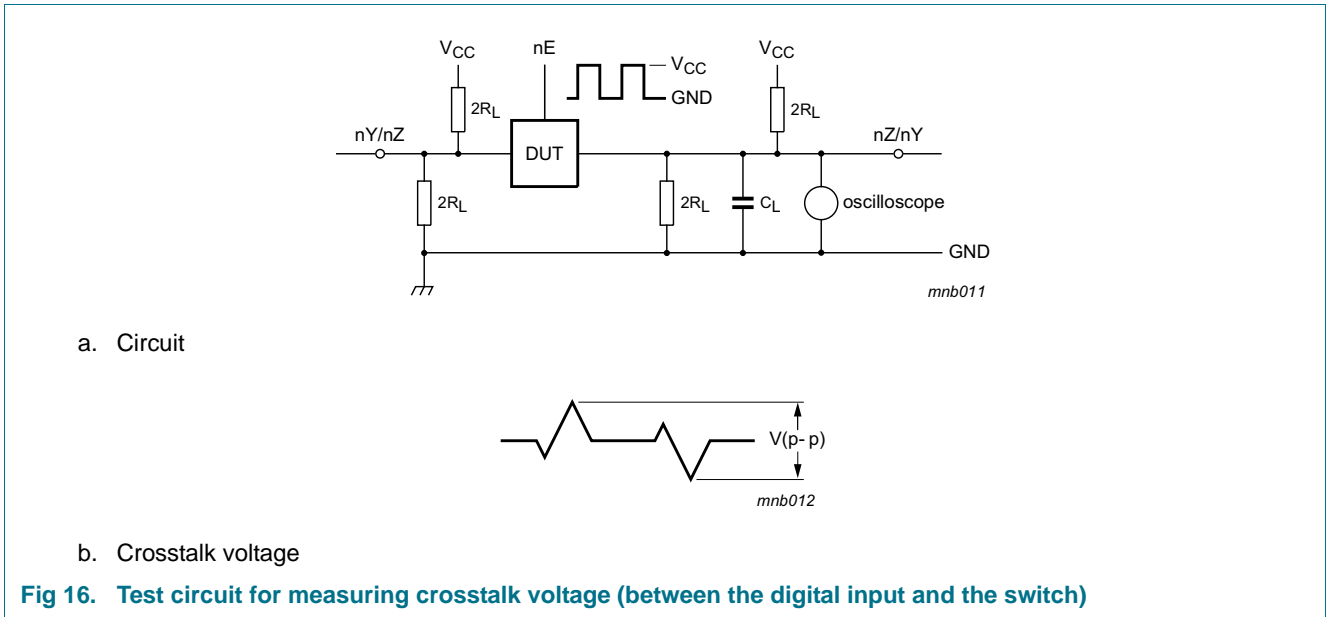 VCC nE VCC
VCC
GND
2RL 2RL
nY/nZ nZ/nY
DUT
2RL 2RL CL oscilloscope
GND
mnb011
a. Circuit
V(p-p)
mnb012
b. Crosstalk voltage
Fig 16. Test circuit for measuring crosstalk voltage (between the digital input and the switch)